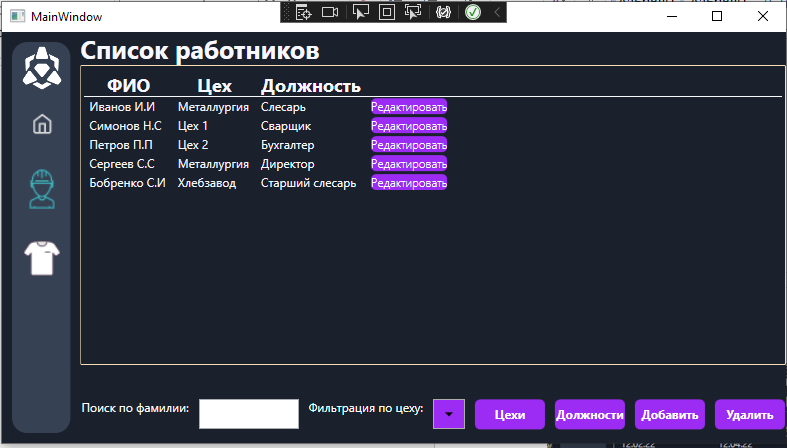 MainWindow
Список работников
ФИО Цех Должность
Иванов И.И Металлургия Слесарь Редактировать
Симонов Н.С Цех 1 Сварщик Редактировать
Петров П.П Цех 2 Бухгалтер Редактировать
Сергеев С.С Металлургия Директор Редактировать
Бобренко С.И Хлебзавод Старший слесарь Редактировать
Поиск по фамилии: Фильтрация по цеху: Цехи Должности Добавить Удалить